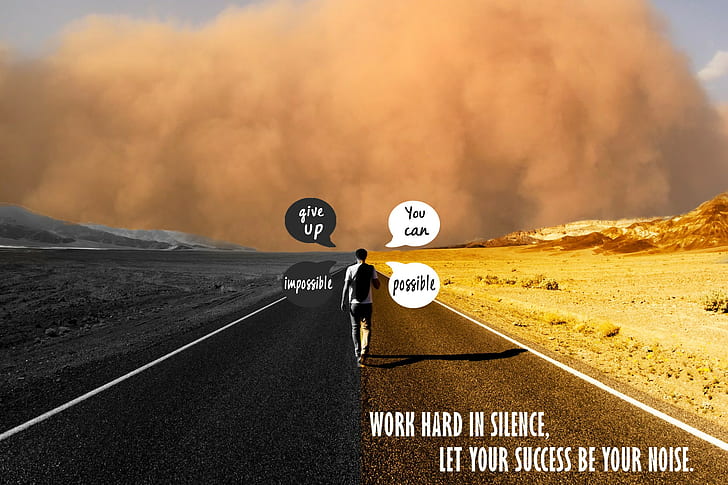 give
up
You
can
impossible
possible
WORK HARD IN SILENCE,
LET YOUR SUCCESS BE YOUR NOISE.